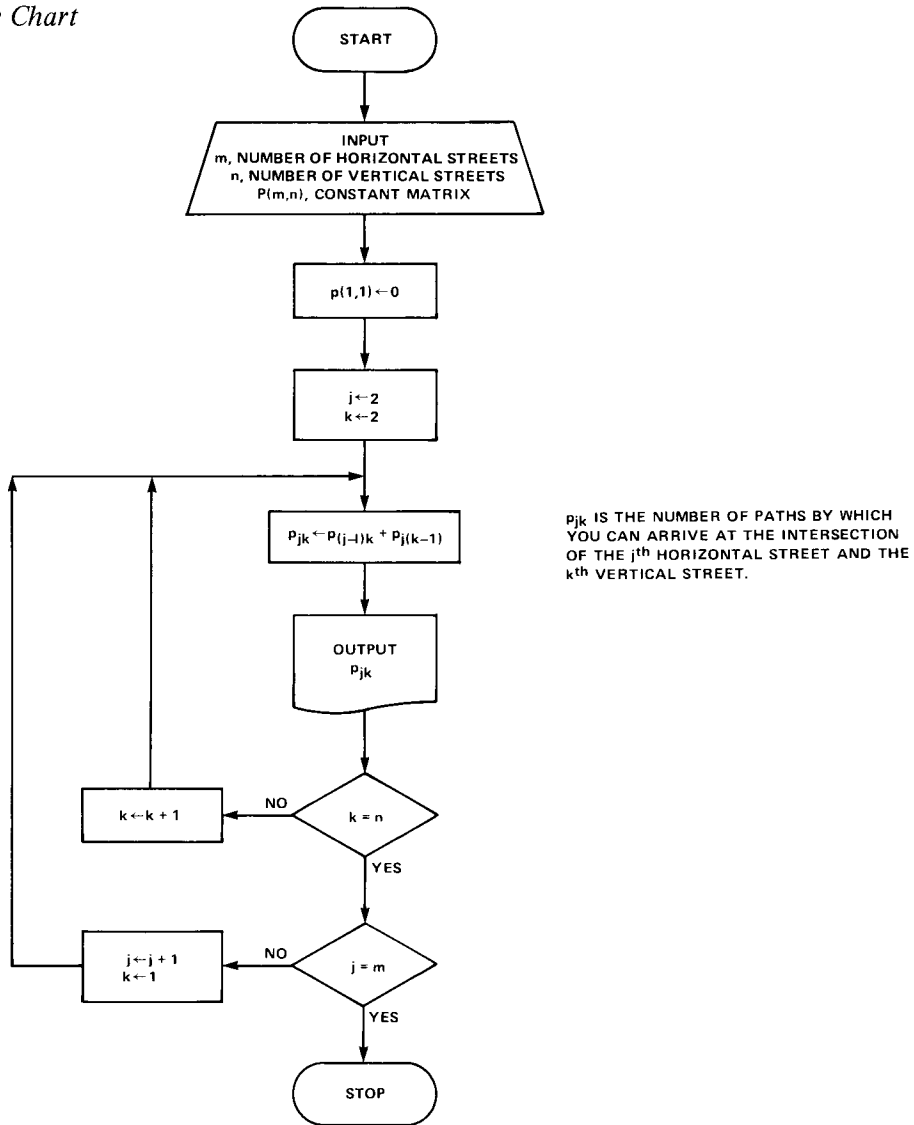 Chart
START
INPUT
m, NUMBER OF HORIZONTAL STREETS
n, NUMBER OF VERTICAL STREETS
P(m,n), CONSTANT MATRIX
p(1,1)←0
j←2
k←2
pjk←p(j−l)k + pj(k−1)
pjk IS THE NUMBER OF PATHS BY WHICH
YOU CAN ARRIVE AT THE INTERSECTION
OF THE jth HORIZONTAL STREET AND THE
kth VERTICAL STREET.
OUTPUT
pjk
k = n
NO
k←k + 1
YES
j = m
NO
j←j + 1
k←1
YES
STOP